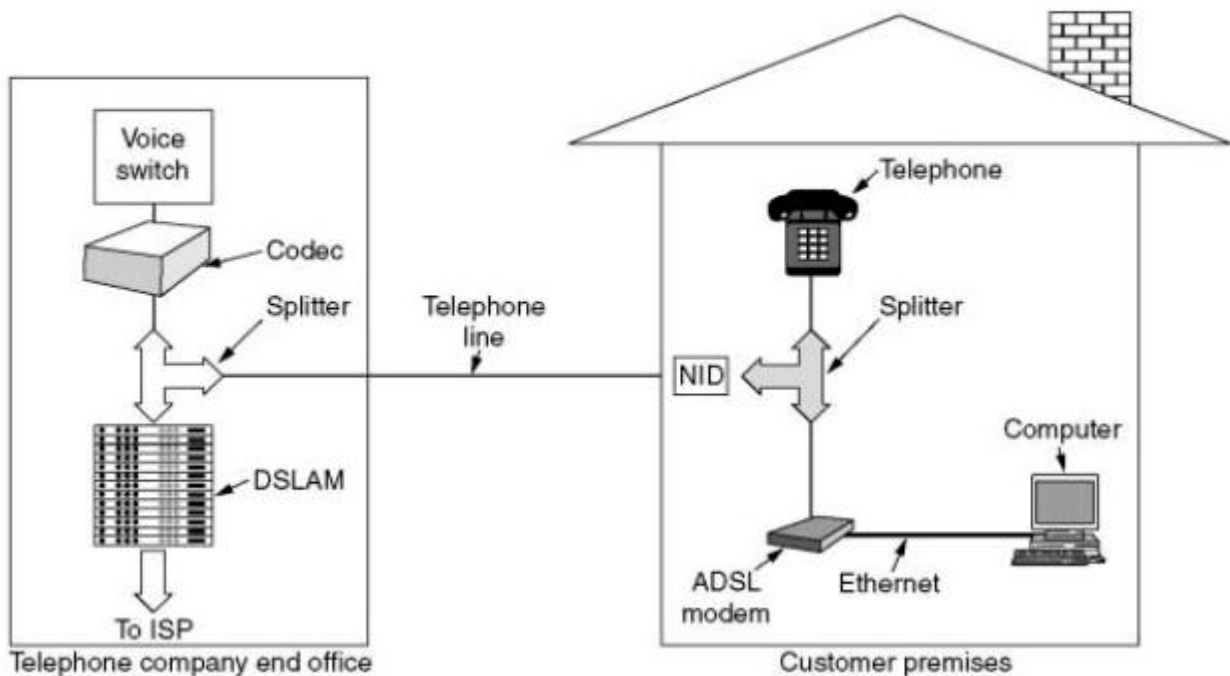 Voice
switch
Codec
Splitter
Telephone
line
DSLAM
To ISP
Telephone company end office
Telephone
Splitter
NID
Computer
ADSL
modem
Ethernet
Customer premises